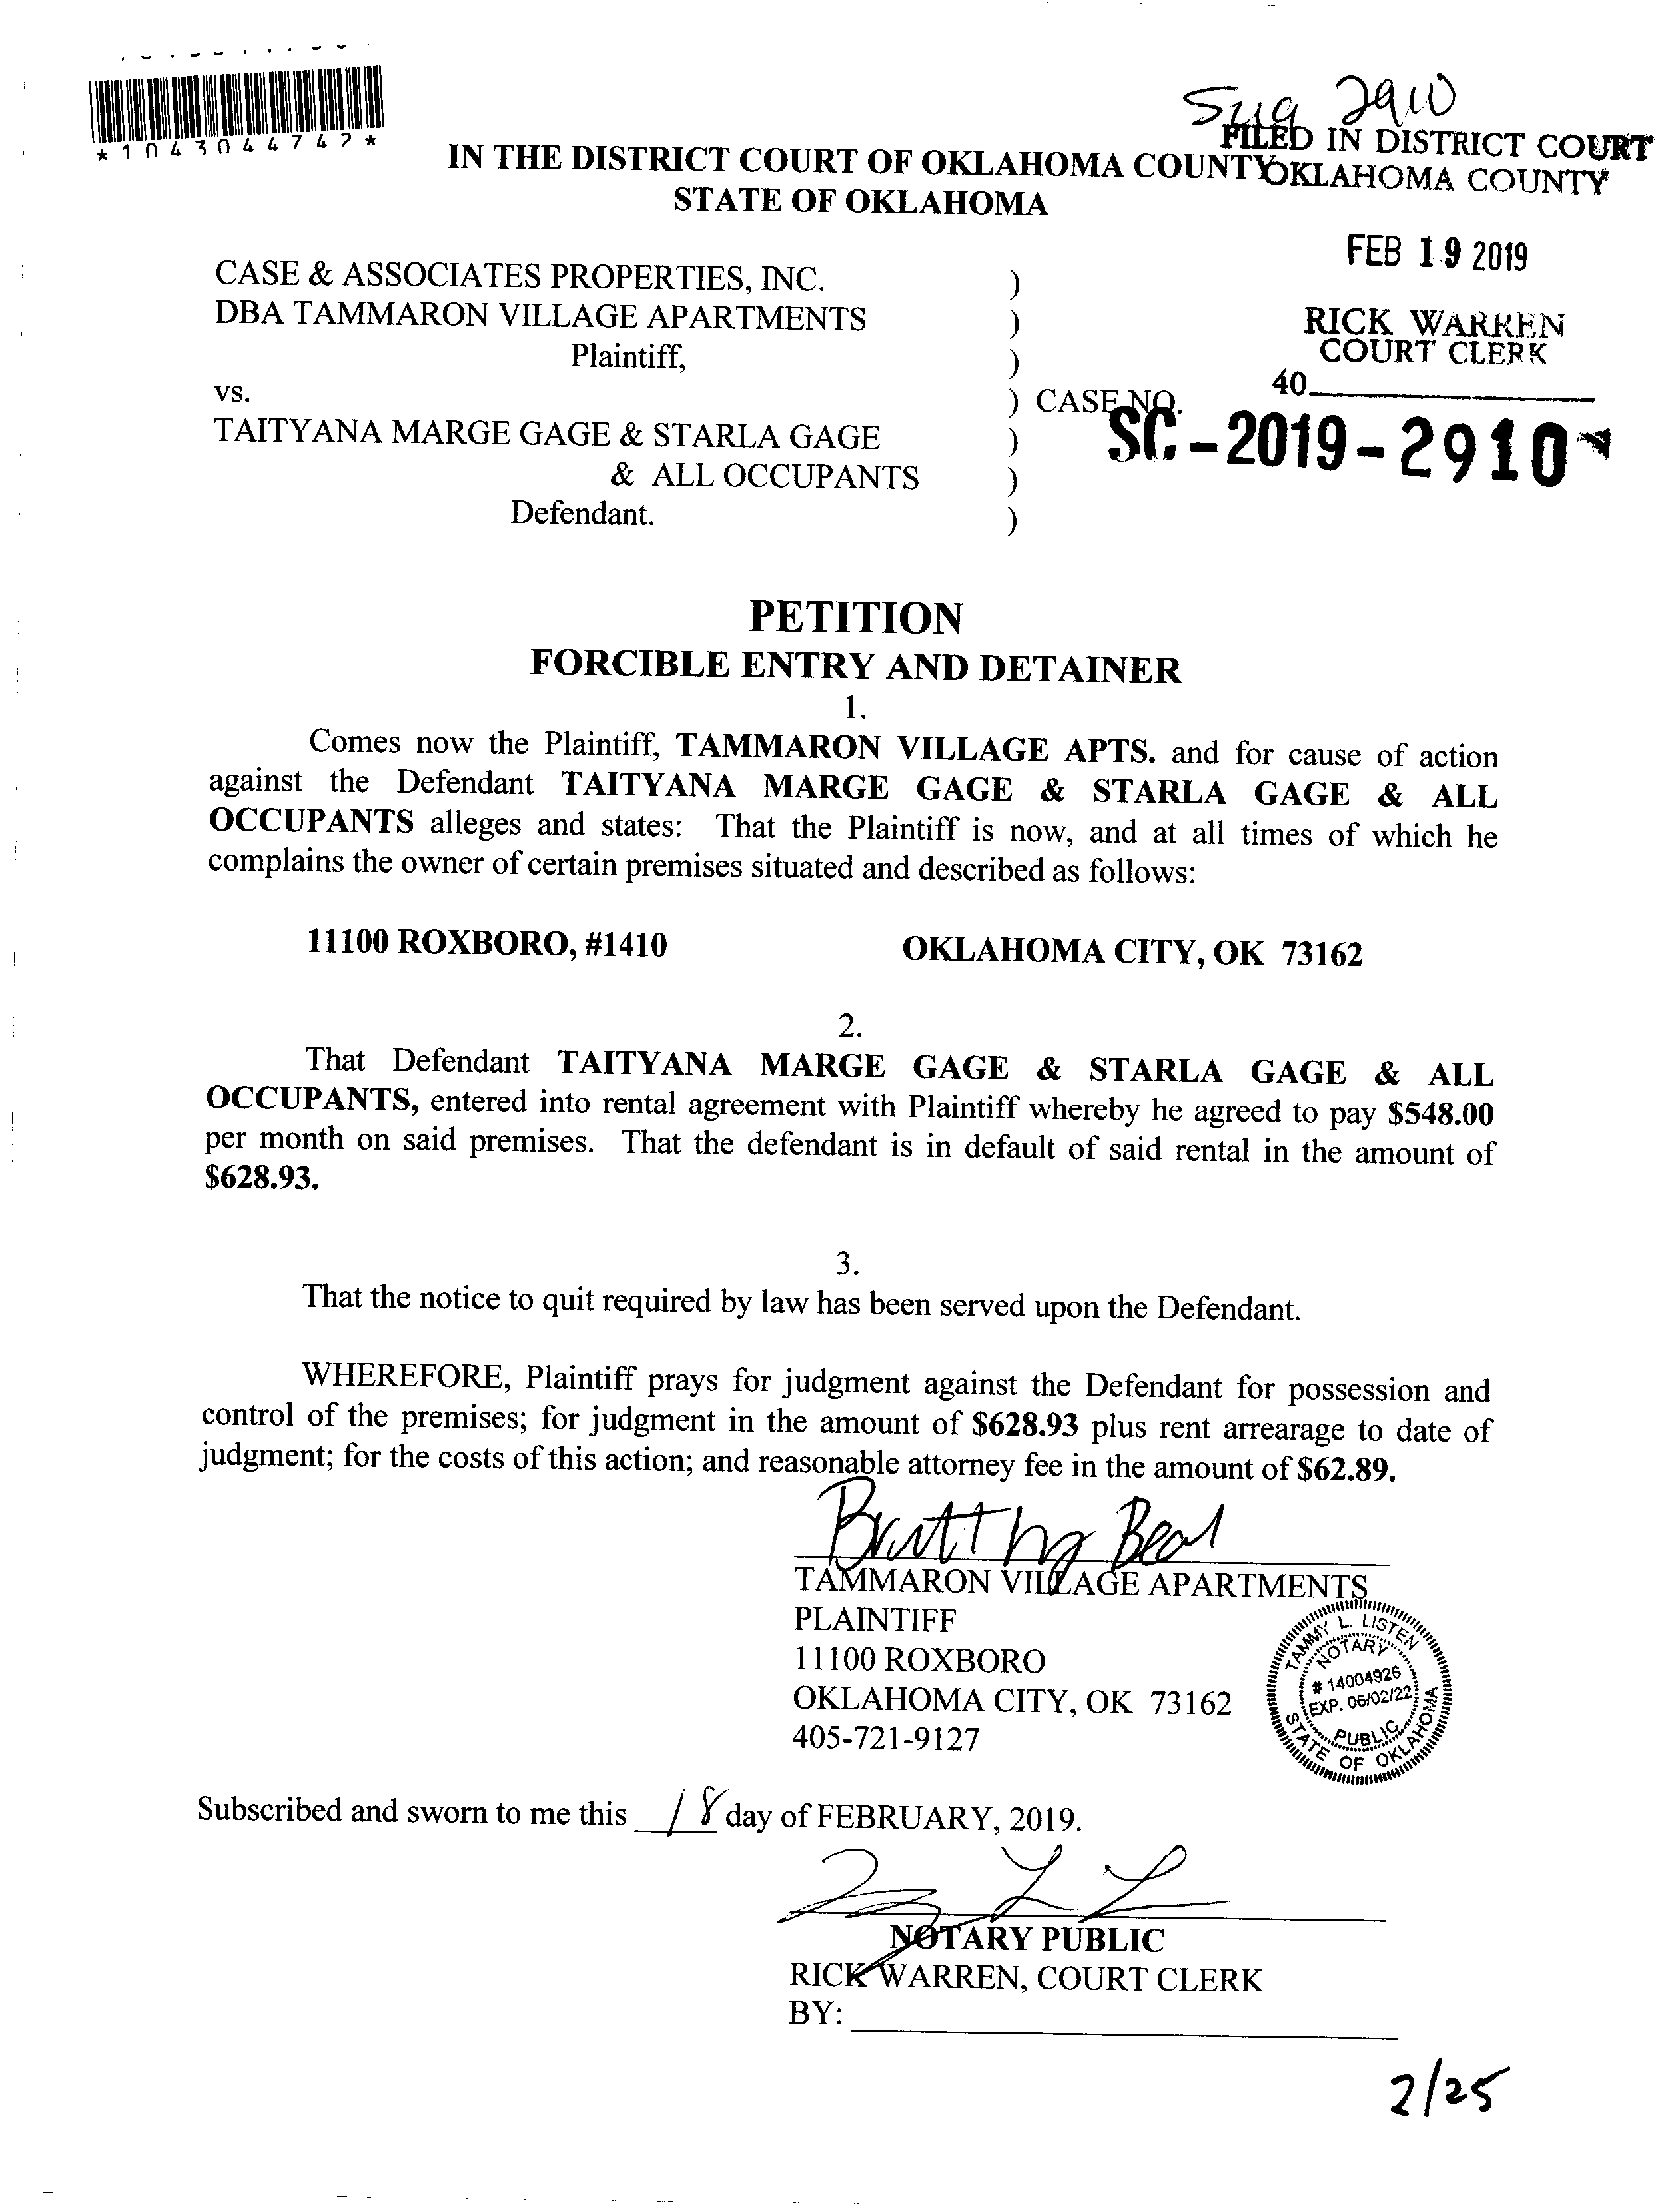 *1043044747*
FILED IN DISTRICT COURT
IN THE DISTRICT COURT OF OKLAHOMA COUNTY OKLAHOMA COUNTY
STATE OF OKLAHOMA
FEB 19 2019
CASE & ASSOCIATES PROPERTIES, INC. )
DBA TAMMARON VILLAGE APARTMENTS )
RICK WARREN
COURT CLERK
Plaintiff, )
40
vs. ) CASE NO.
SC-2019-2910
TAITYANA MARGE GAGE & STARLA GAGE )
& ALL OCCUPANTS )
Defendant. )
PETITION
FORCIBLE ENTRY AND DETAINER
1.
Comes now the Plaintiff, TAMMARON VILLAGE APTS. and for cause of action
against the Defendant TAITYANA MARGE GAGE & STARLA GAGE & ALL
OCCUPANTS alleges and states: That the Plaintiff is now, and at all times of which he
complains the owner of certain premises situated and described as follows:
11100 ROXBORO, #1410 OKLAHOMA CITY, OK 73162
2.
That Defendant TAITYANA MARGE GAGE & STARLA GAGE & ALL
OCCUPANTS, entered into rental agreement with Plaintiff whereby he agreed to pay $548.00
per month on said premises. That the defendant is in default of said rental in the amount of
$628.93.
3.
That the notice to quit required by law has been served upon the Defendant.
WHEREFORE, Plaintiff prays for judgment against the Defendant for possession and
control of the premises; for judgment in the amount of $628.93 plus rent arrearage to date of
judgment; for the costs of this action; and reasonable attorney fee in the amount of $62.89.
TAMMARON VILLAGE APARTMENTS
PLAINTIFF
11100 ROXBORO
OKLAHOMA CITY, OK 73162
405-721-9127
TAMMY L. LISTEN
NOTARY
# 14004926
EXP. 06/02/22
PUBLIC
STATE OF OKLAHOMA
Subscribed and sworn to me this 18 day of FEBRUARY, 2019.
NOTARY PUBLIC
RICK WARREN, COURT CLERK
BY:
2/25